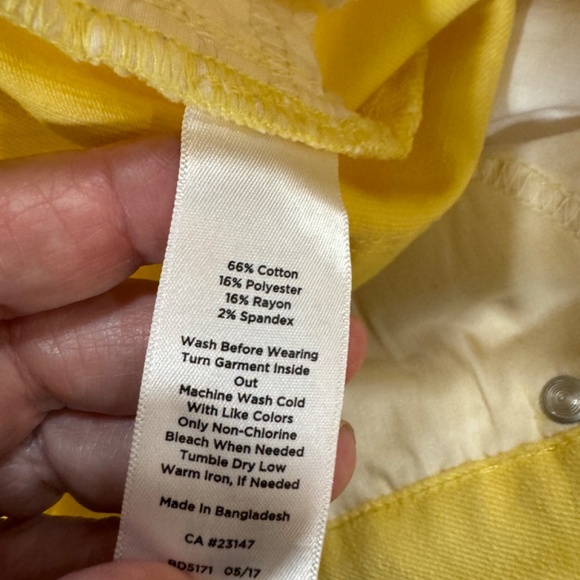 66% Cotton
16% Polyester
16% Rayon
2% Spandex
Wash Before Wearing
Turn Garment Inside
Out
Machine Wash Cold
With Like Colors
Only Non-Chlorine
Bleach When Needed
Tumble Dry Low
Warm Iron, If Needed
Made In Bangladesh
CA #23147
BD5171 05/17